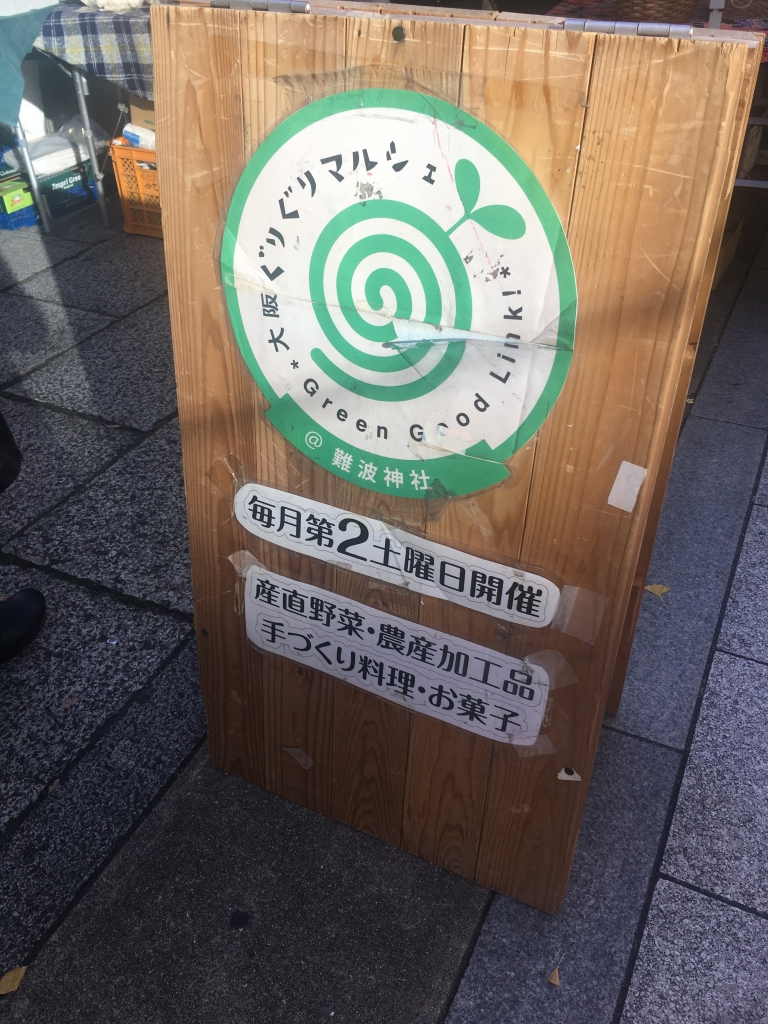 大阪ぐりぐりマルシェ
*Green Good Link!*
@難波神社
毎月第2土曜日開催
産直野菜・農産加工品
手づくり料理・お菓子
Zespri Green